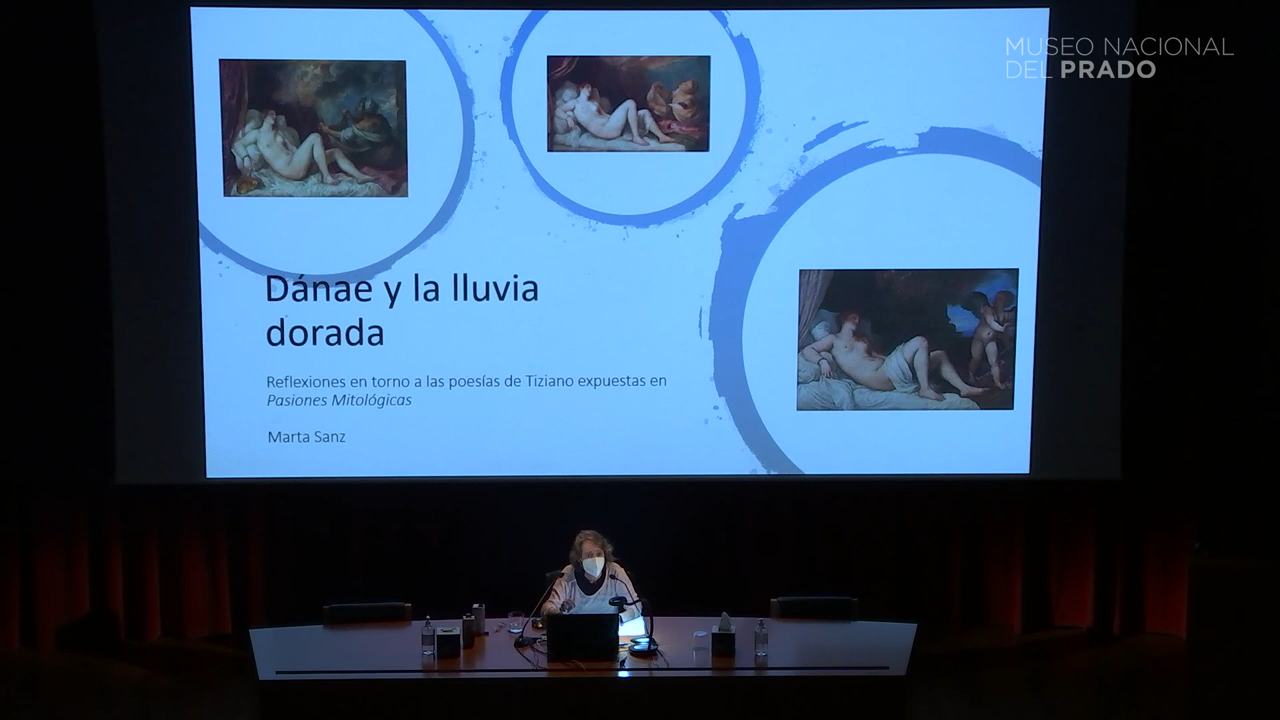 MUSEO NACIONAL
DEL PRADO
Dánae y la lluvia
dorada
Reflexiones en torno a las poesías de Tiziano expuestas en
Pasiones Mitológicas
Marta Sanz